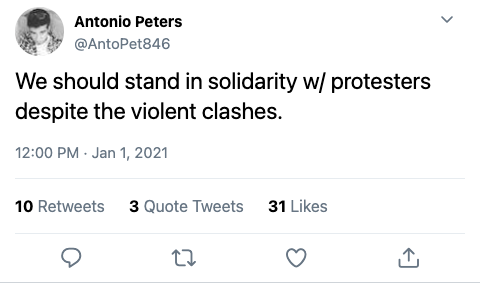 Antonio Peters
@AntoPet846
We should stand in solidarity w/ protesters
despite the violent clashes.
12:00 PM · Jan 1, 2021
10 Retweets 3 Quote Tweets 31 Likes